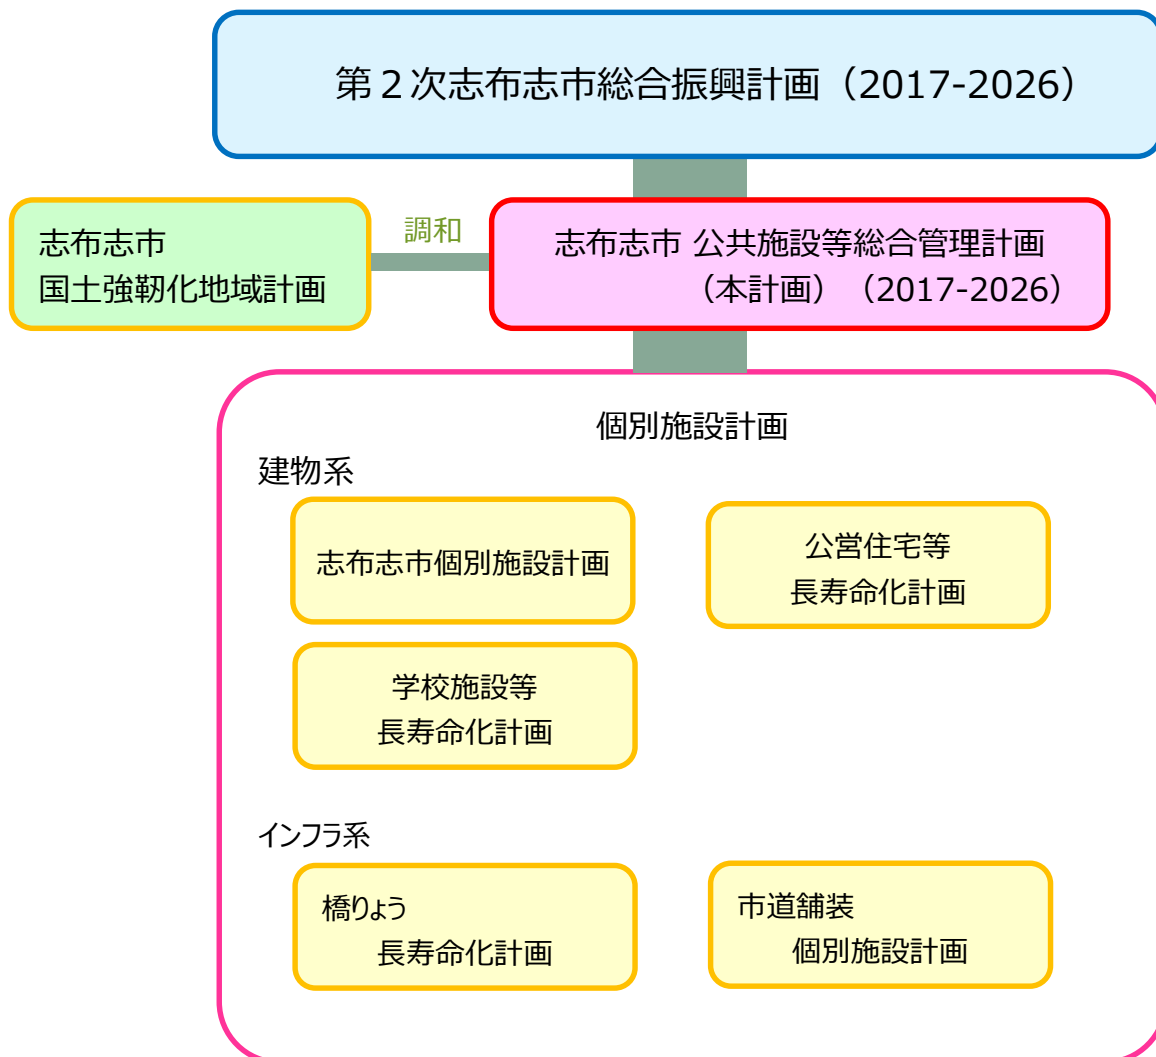 第２次志布志市総合振興計画（2017-2026）
志布志市
国土強靭化地域計画
調和
志布志市 公共施設等総合管理計画
（本計画）（2017-2026）
個別施設計画
建物系
志布志市個別施設計画
公営住宅等
長寿命化計画
学校施設等
長寿命化計画
インフラ系
橋りょう
長寿命化計画
市道舗装
個別施設計画